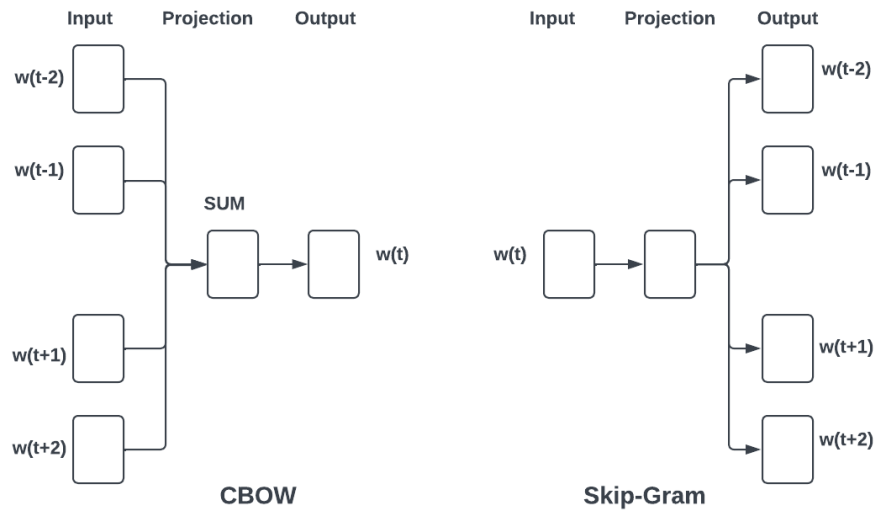 Input Projection Output
w(t-2)
w(t-1)
SUM
w(t)
w(t+1)
w(t+2)
CBOW
Input Projection Output
w(t-2)
w(t-1)
w(t)
w(t+1)
w(t+2)
Skip-Gram